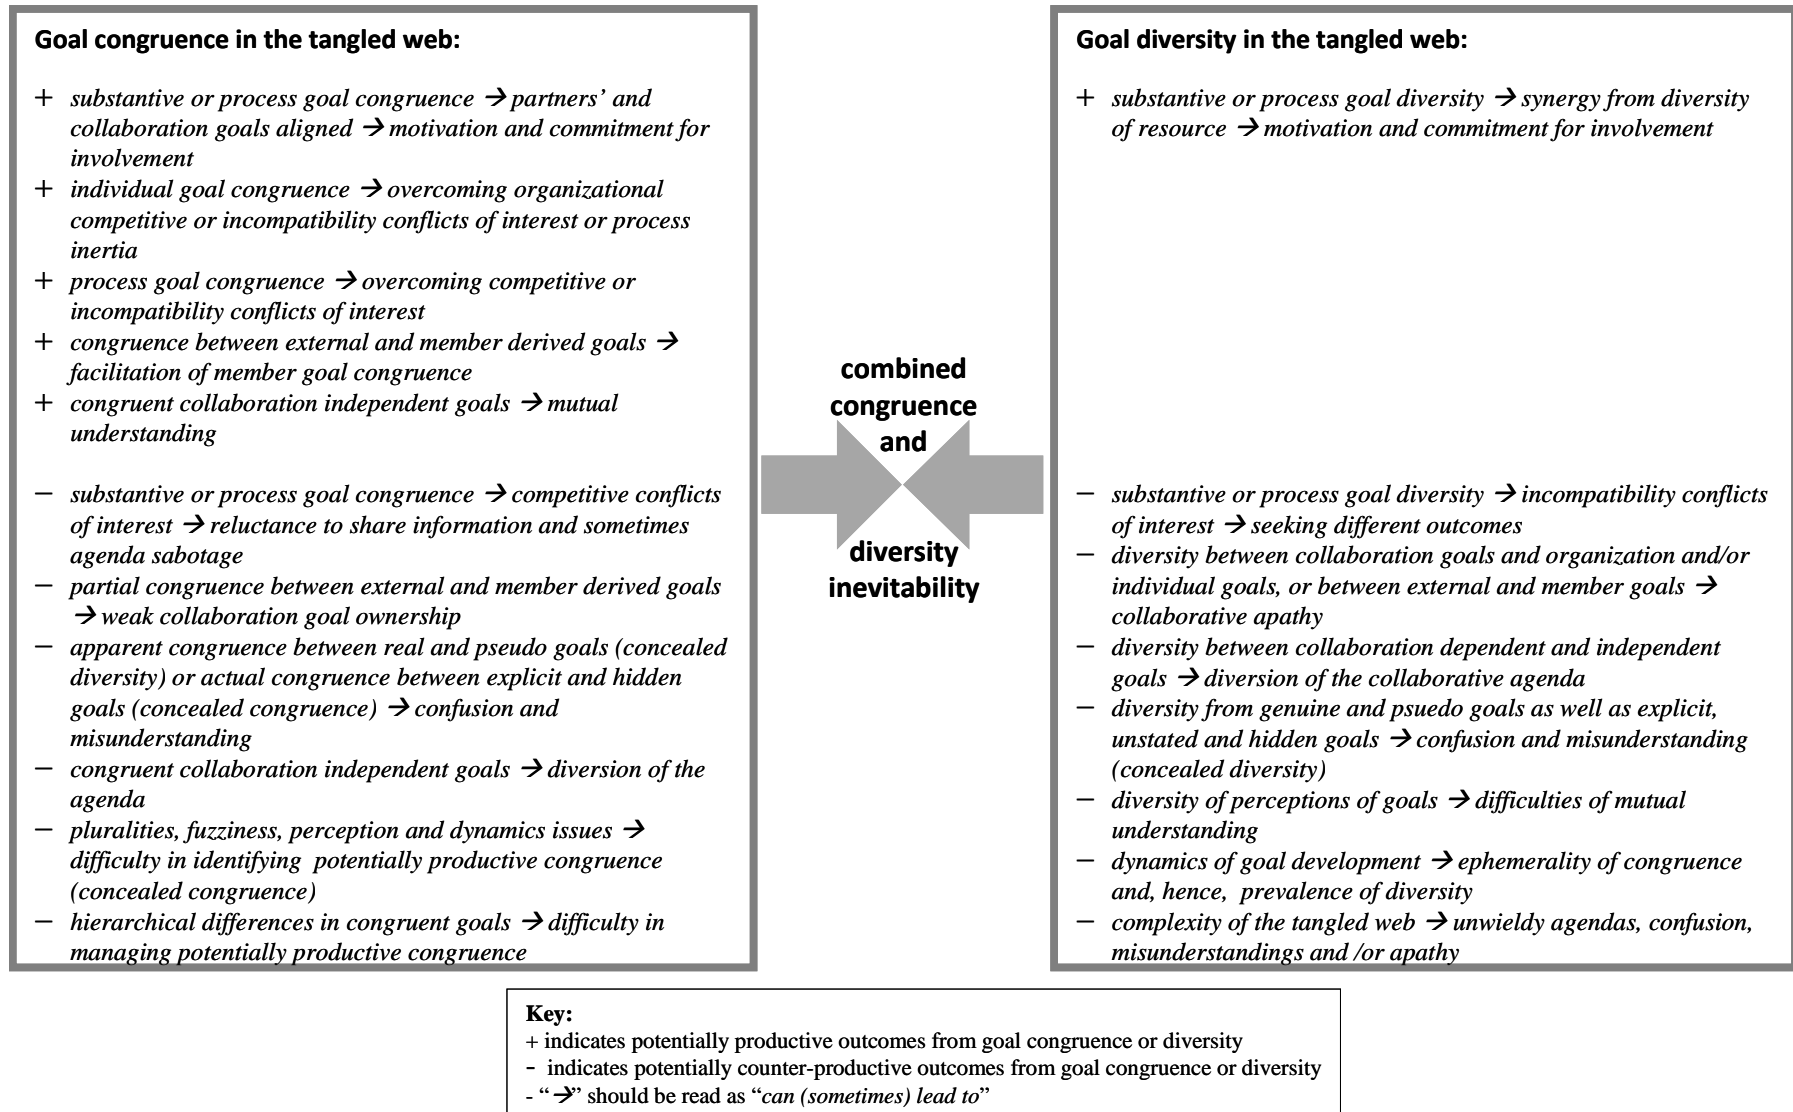 Goal congruence in the tangled web:
+ substantive or process goal congruence → partners’ and
collaboration goals aligned → motivation and commitment for
involvement
+ individual goal congruence → overcoming organizational
competitive or incompatibility conflicts of interest or process
inertia
+ process goal congruence → overcoming competitive or
incompatibility conflicts of interest
+ congruence between external and member derived goals →
facilitation of member goal congruence
+ congruent collaboration independent goals → mutual
understanding
− substantive or process goal congruence → competitive conflicts
of interest → reluctance to share information and sometimes
agenda sabotage
− partial congruence between external and member derived goals
→ weak collaboration goal ownership
− apparent congruence between real and pseudo goals (concealed
diversity) or actual congruence between explicit and hidden
goals (concealed congruence) → confusion and
misunderstanding
− congruent collaboration independent goals → diversion of the
agenda
− pluralities, fuzziness, perception and dynamics issues →
difficulty in identifying potentially productive congruence
(concealed congruence)
− hierarchical differences in congruent goals → difficulty in
managing potentially productive congruence
combined
congruence
and
diversity
inevitability
Goal diversity in the tangled web:
+ substantive or process goal diversity → synergy from diversity
of resource → motivation and commitment for involvement
− substantive or process goal diversity → incompatibility conflicts
of interest → seeking different outcomes
− diversity between collaboration goals and organization and/or
individual goals, or between external and member goals →
collaborative apathy
− diversity between collaboration dependent and independent
goals → diversion of the collaborative agenda
− diversity from genuine and psuedo goals as well as explicit,
unstated and hidden goals → confusion and misunderstanding
(concealed diversity)
− diversity of perceptions of goals → difficulties of mutual
understanding
− dynamics of goal development → ephemerality of congruence
and, hence, prevalence of diversity
− complexity of the tangled web → unwieldy agendas, confusion,
misunderstandings and /or apathy
Key:
+ indicates potentially productive outcomes from goal congruence or diversity
- indicates potentially counter-productive outcomes from goal congruence or diversity
- “→” should be read as “can (sometimes) lead to”